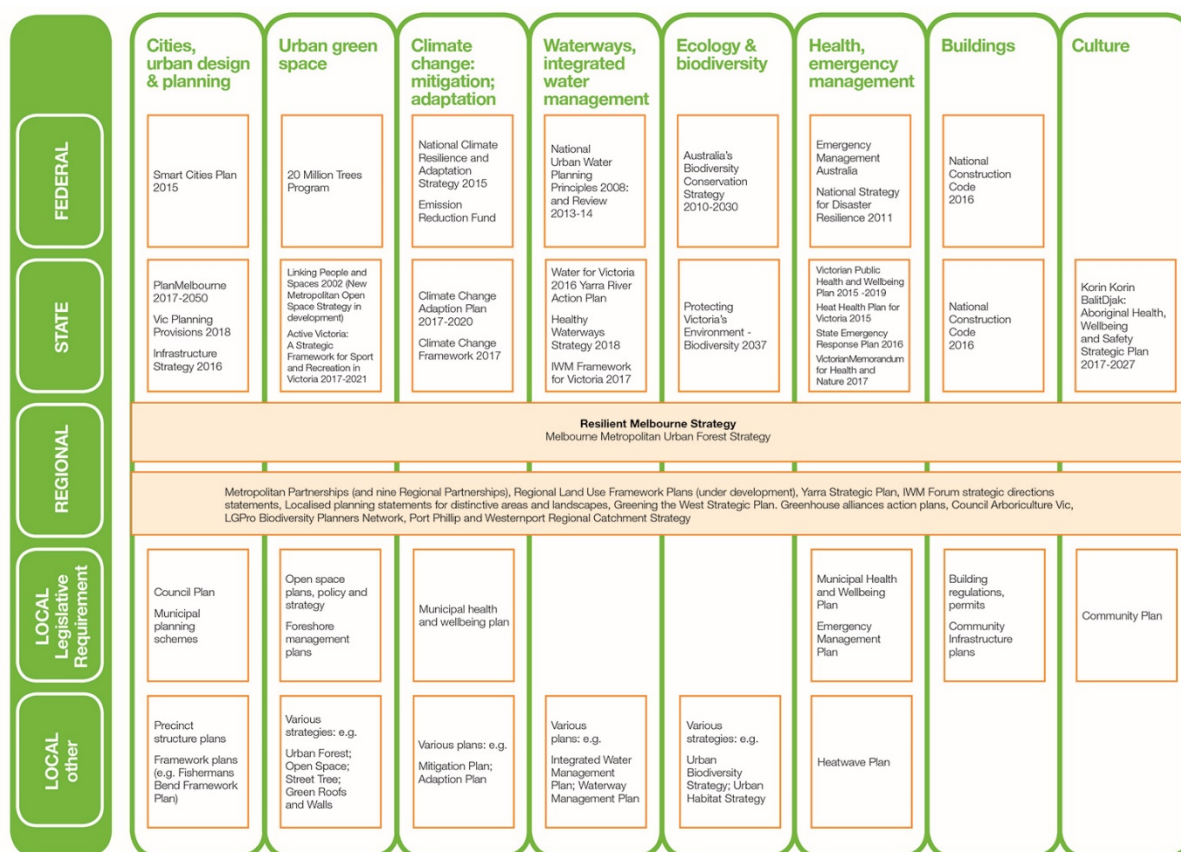 Cities,
urban design
& planning
Urban green
space
Climate
change:
mitigation;
adaptation
Waterways,
integrated
water
management
Ecology &
biodiversity
Health,
emergency
management
Buildings
Culture
FEDERAL
Smart Cities Plan
2015
20 Million Trees
Program
National Climate
Resilience and
Adaptation
Strategy 2015
Emission
Reduction Fund
National
Urban Water
Planning
Principles 2008:
and Review
2013-14
Australia's
Biodiversity
Conservation
Strategy
2010-2030
Emergency
Management
Australia
National Strategy
for Disaster
Resilience 2011
National
Construction
Code
2016
STATE
PlanMelbourne
2017-2050
Vic Planning
Provisions 2018
Infrastructure
Strategy 2016
Linking People and
Spaces 2002 (New
Metropolitan Open
Space Strategy in
development)
Active Victoria:
A Strategic
Framework for Sport
and Recreation in
Victoria 2017-2021
Climate Change
Adaption Plan
2017-2020
Climate Change
Framework 2017
Water for Victoria
2016 Yarra River
Action Plan
Healthy
Waterways
Strategy 2018
IWM Framework
for Victoria 2017
Protecting
Victoria's
Environment -
Biodiversity 2037
Victorian Public
Health and Wellbeing
Plan 2015 -2019
Heat Health Plan for
Victoria 2015
State Emergency
Response Plan 2016
VictorianMemorandum
for Health and
Nature 2017
National
Construction
Code
2016
Korin Korin
BalitDjak:
Aboriginal Health,
Wellbeing
and Safety
Strategic Plan
2017-2027
REGIONAL
Resilient Melbourne Strategy
Melbourne Metropolitan Urban Forest Strategy
Metropolitan Partnerships (and nine Regional Partnerships), Regional Land Use Framework Plans (under development), Yarra Strategic Plan, IWM Forum strategic directions
statements, Localised planning statements for distinctive areas and landscapes, Greening the West Strategic Plan. Greenhouse alliances action plans, Council Arboriculture Vic,
LGPro Biodiversity Planners Network, Port Phillip and Westernport Regional Catchment Strategy
LOCAL
Legislative
Requirement
Council Plan
Municipal
planning
schemes
Open space
plans, policy and
strategy
Foreshore
management
plans
Municipal health
and wellbeing plan
Municipal Health
and Wellbeing
Plan
Emergency
Management
Plan
Building
regulations,
permits
Community
Infrastructure
plans
Community Plan
LOCAL
other
Precinct
structure plans
Framework plans
(e.g. Fishermans
Bend Framework
Plan)
Various
strategies: e.g.
Urban Forest;
Open Space;
Street Tree;
Green Roofs
and Walls
Various plans: e.g.
Mitigation Plan;
Adaption Plan
Various
plans: e.g.
Integrated Water
Management
Plan; Waterway
Management Plan
Various
strategies: e.g.
Urban
Biodiversity
Strategy; Urban
Habitat Strategy
Heatwave Plan